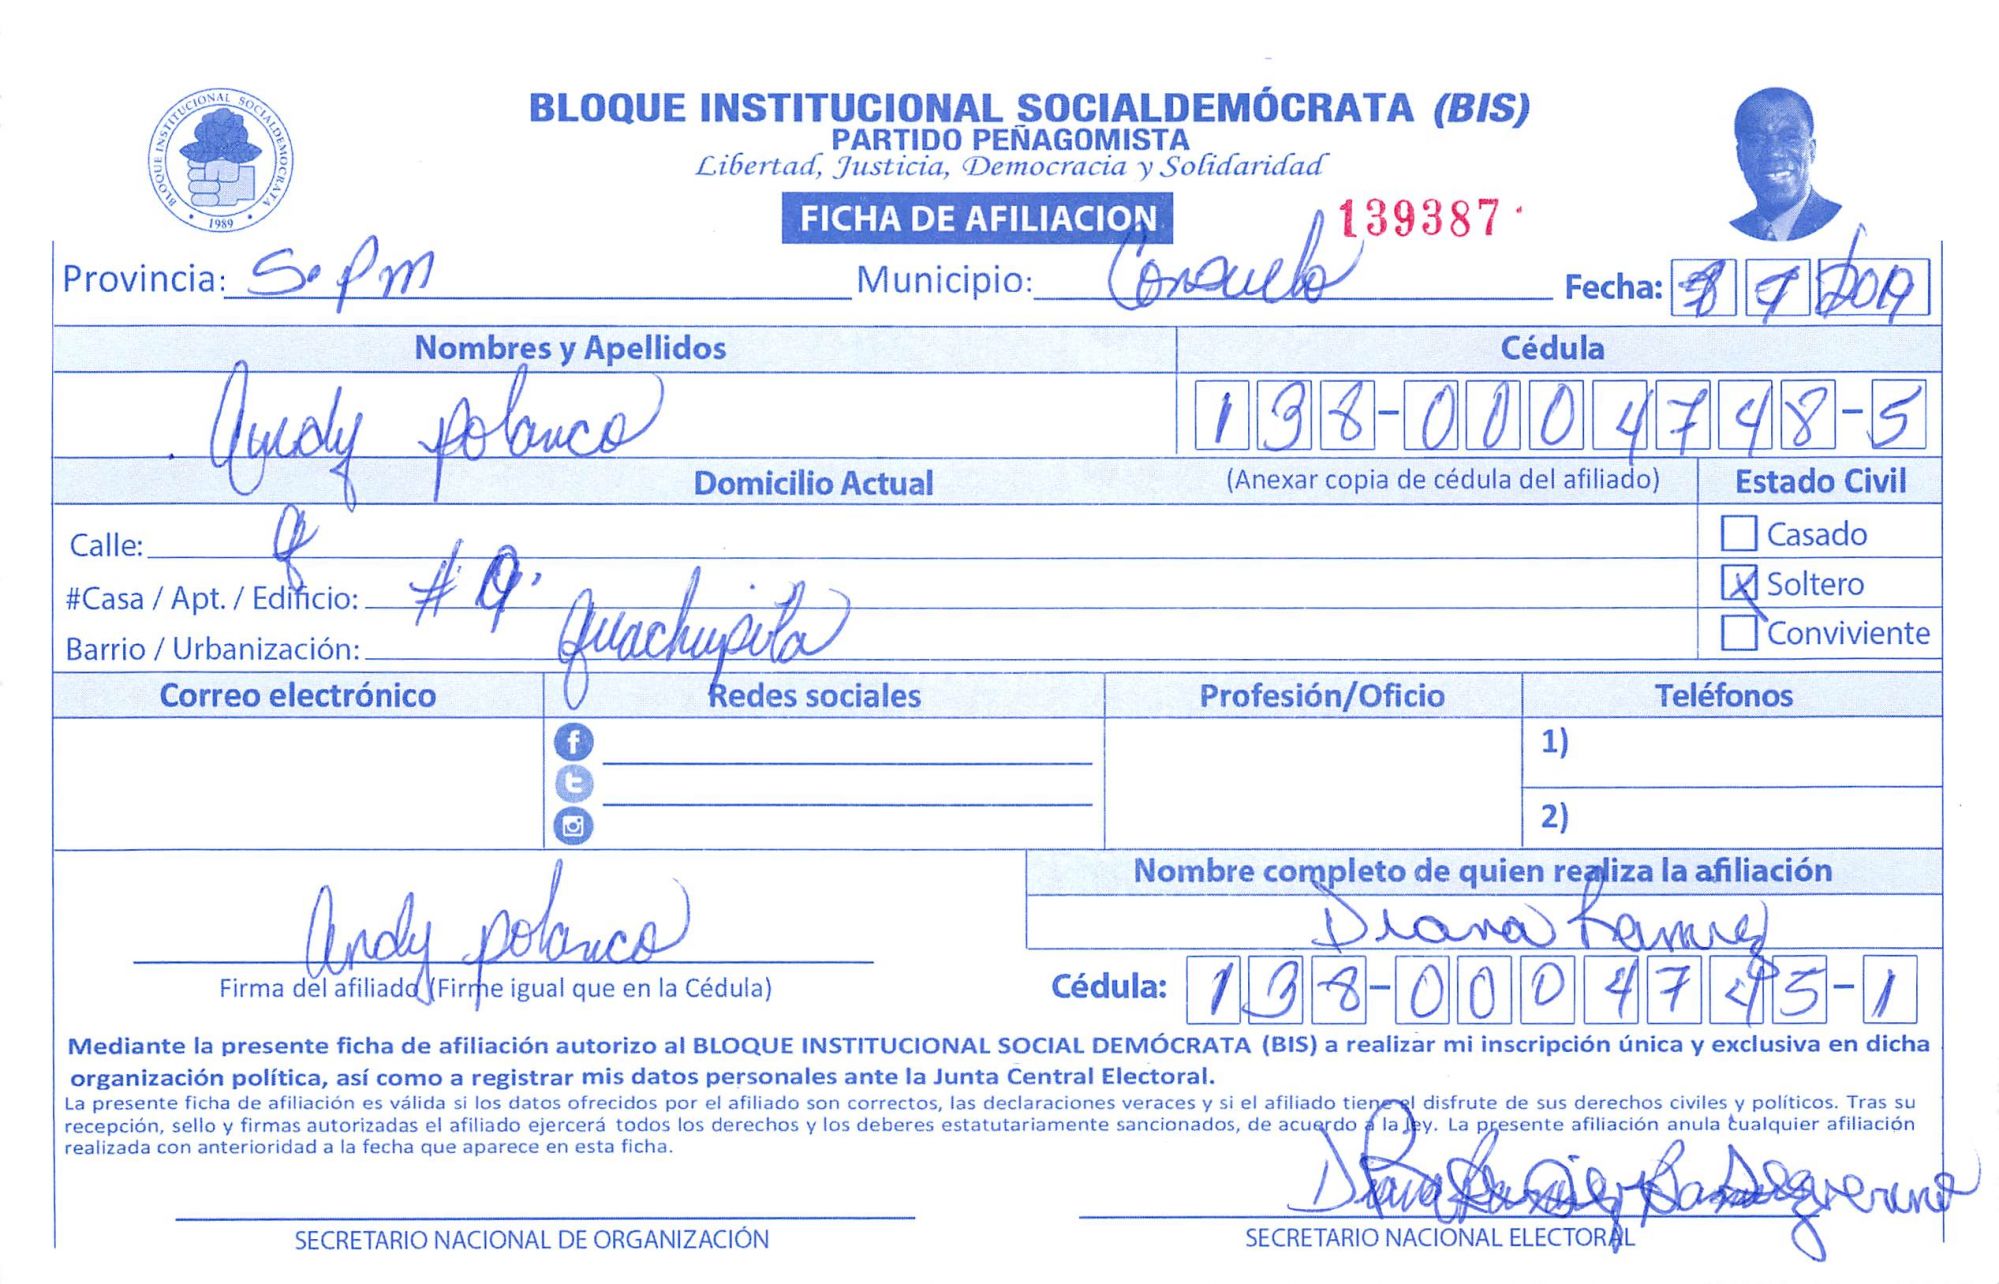 BLOQUE INSTITUCIONAL SOCIALDEMÓCRATA (BIS)
PARTIDO PEÑAGOMISTA
Libertad, Justicia, Democracia y Solidaridad
BLOQUE INSTITUCIONAL SOCIALDEMOCRATA
1989
FICHA DE AFILIACION
139387
Provincia: S.P.m Municipio: Consuelo Fecha: 2019
Nombres y Apellidos Cédula
Andy polanco 138-0004748-5
Domicilio Actual (Anexar copia de cédula del afiliado) Estado Civil
Calle: Casado
#Casa / Apt. / Edificio: # 9. X Soltero
Barrio / Urbanización: guachupita Conviviente
Correo electrónico Redes sociales Profesión/Oficio Teléfonos
1)
2)
Nombre completo de quien realiza la afiliación
Diana Ramirez
Andy polanco
Firma del afiliado (Firme igual que en la Cédula) Cédula: 138-0004745-1
Mediante la presente ficha de afiliación autorizo al BLOQUE INSTITUCIONAL SOCIAL DEMÓCRATA (BIS) a realizar mi inscripción única y exclusiva en dicha
organización política, así como a registrar mis datos personales ante la Junta Central Electoral.
La presente ficha de afiliación es válida si los datos ofrecidos por el afiliado son correctos, las declaraciones veraces y si el afiliado tiene el disfrute de sus derechos civiles y políticos. Tras su
recepción, sello y firmas autorizadas el afiliado ejercerá todos los derechos y los deberes estatutariamente sancionados, de acuerdo a la ley. La presente afiliación anula cualquier afiliación
realizada con anterioridad a la fecha que aparece en esta ficha.
Diana Ramirez
SECRETARIO NACIONAL DE ORGANIZACIÓN SECRETARIO NACIONAL ELECTORAL